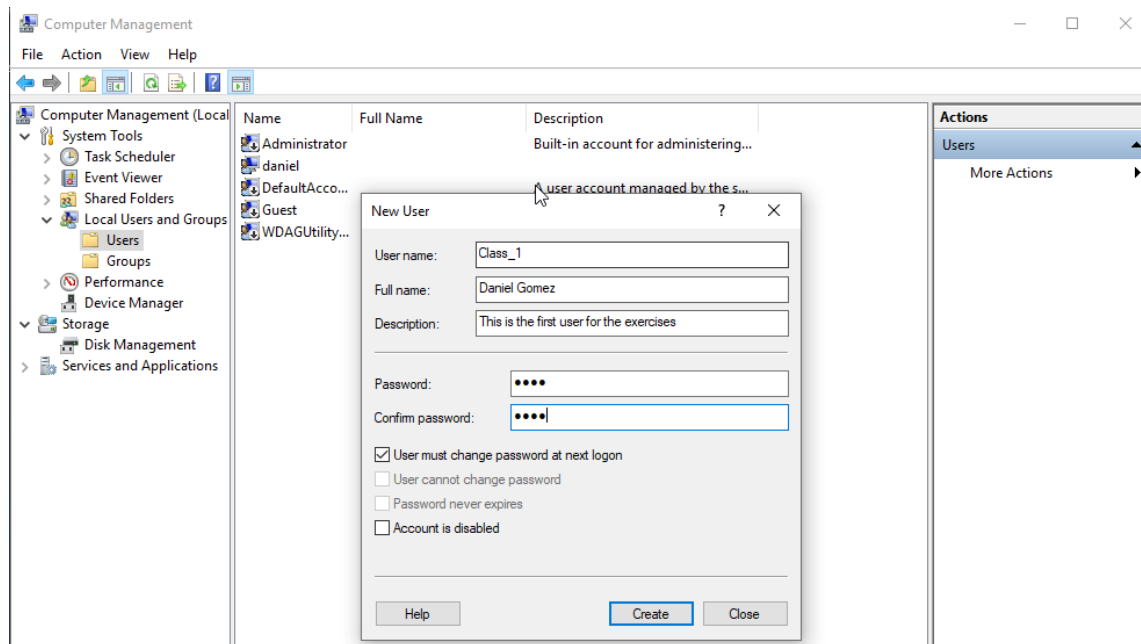 Computer Management
File Action View Help
Computer Management (Local
System Tools
Task Scheduler
Event Viewer
Shared Folders
Local Users and Groups
Users
Groups
Performance
Device Manager
Storage
Disk Management
Services and Applications
Name Full Name Description
Administrator Built-in account for administering...
daniel
DefaultAcco... A user account managed by the s...
Guest
WDAGUtility...
Actions
Users
More Actions
New User ?
User name: Class_1
Full name: Daniel Gomez
Description: This is the first user for the exercises
Password: ●●●●
Confirm password: ●●●●
User must change password at next logon
User cannot change password
Password never expires
Account is disabled
Help Create Close